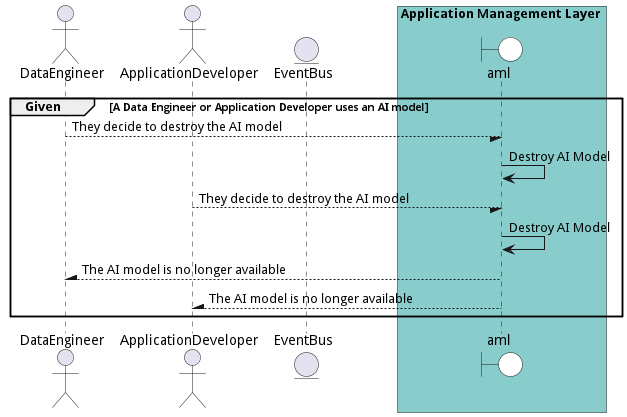 Application Management Layer
DataEngineer
ApplicationDeveloper
EventBus
aml
Given
[A Data Engineer or Application Developer uses an AI model]
They decide to destroy the AI model
Destroy AI Model
They decide to destroy the AI model
Destroy AI Model
The AI model is no longer available
The AI model is no longer available
DataEngineer
ApplicationDeveloper
EventBus
aml